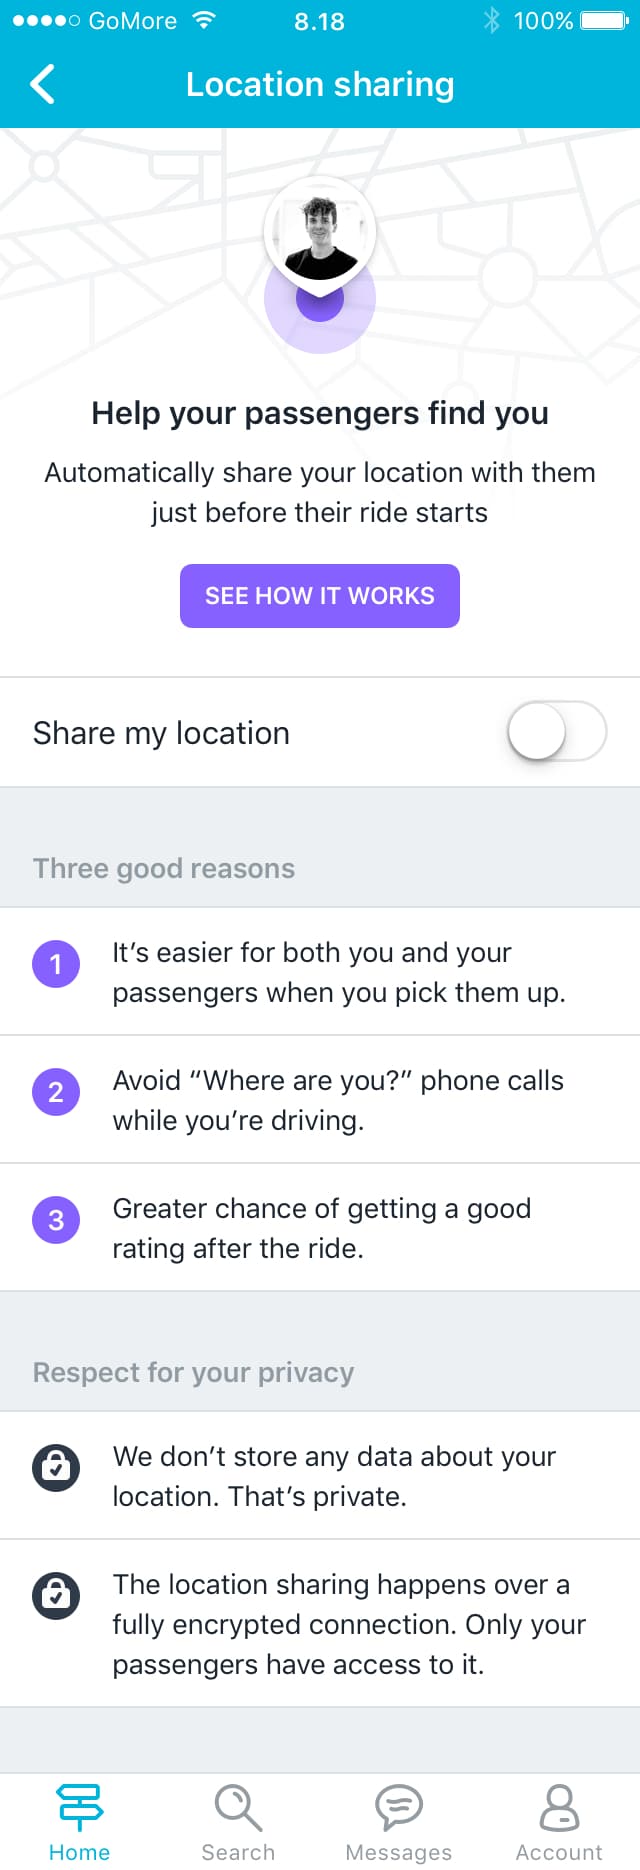 GoMore 8.18 100%
Location sharing
Help your passengers find you
Automatically share your location with them
just before their ride starts
SEE HOW IT WORKS
Share my location
Three good reasons
1 It’s easier for both you and your
passengers when you pick them up.
2 Avoid “Where are you?” phone calls
while you’re driving.
3 Greater chance of getting a good
rating after the ride.
Respect for your privacy
We don’t store any data about your
location. That’s private.
The location sharing happens over a
fully encrypted connection. Only your
passengers have access to it.
Home Search Messages Account